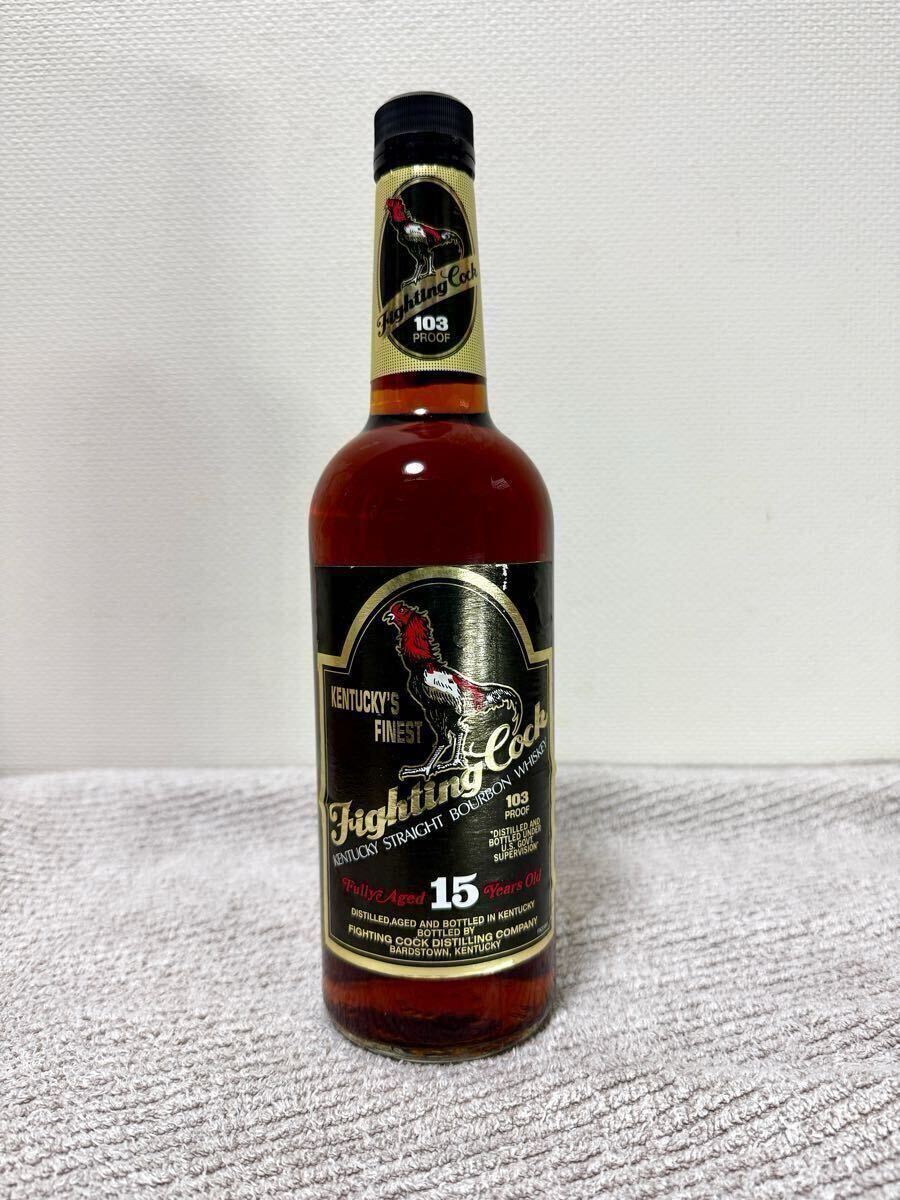 Fighting Cock
103
PROOF
KENTUCKY'S
FINEST
Fighting Cock
KENTUCKY STRAIGHT BOURBON WHISKEY
103
PROOF
"DISTILLED AND
BOTTLED UNDER
U.S. GOVT
SUPERVISION"
Fully Aged 15 Years Old
DISTILLED, AGED AND BOTTLED IN KENTUCKY
BOTTLED BY
FIGHTING COCK DISTILLING COMPANY
BARDSTOWN, KENTUCKY